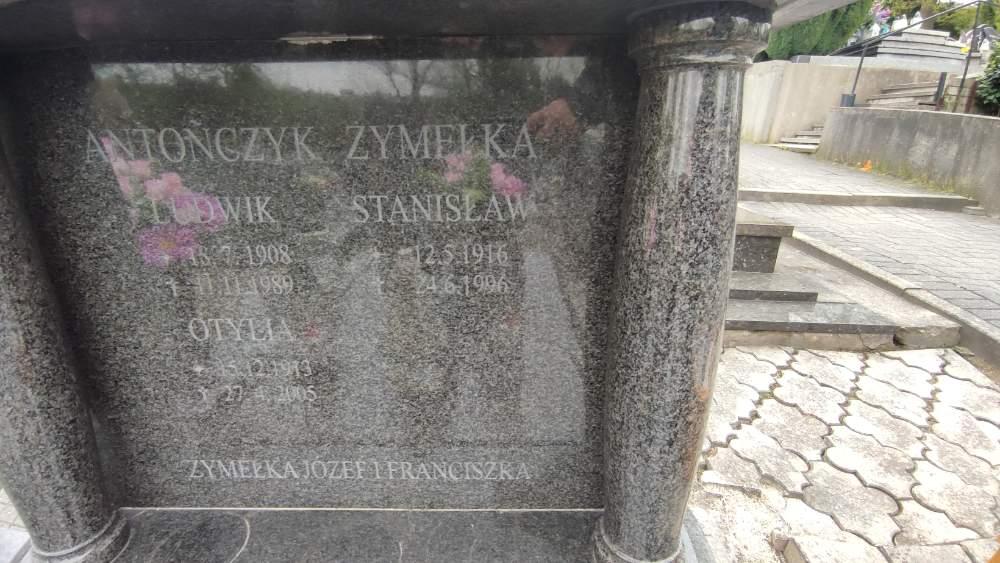 ANTOŃCZYK ZYMEŁKA
LUDWIK STANISŁAW
* 18.7.1908 * 12.5.1916
† 11.11.1989 † 24.6.1996
OTYLIA
* 15.12.1913
† 27.4.2005
ZYMEŁKA JÓZEF I FRANCISZKA